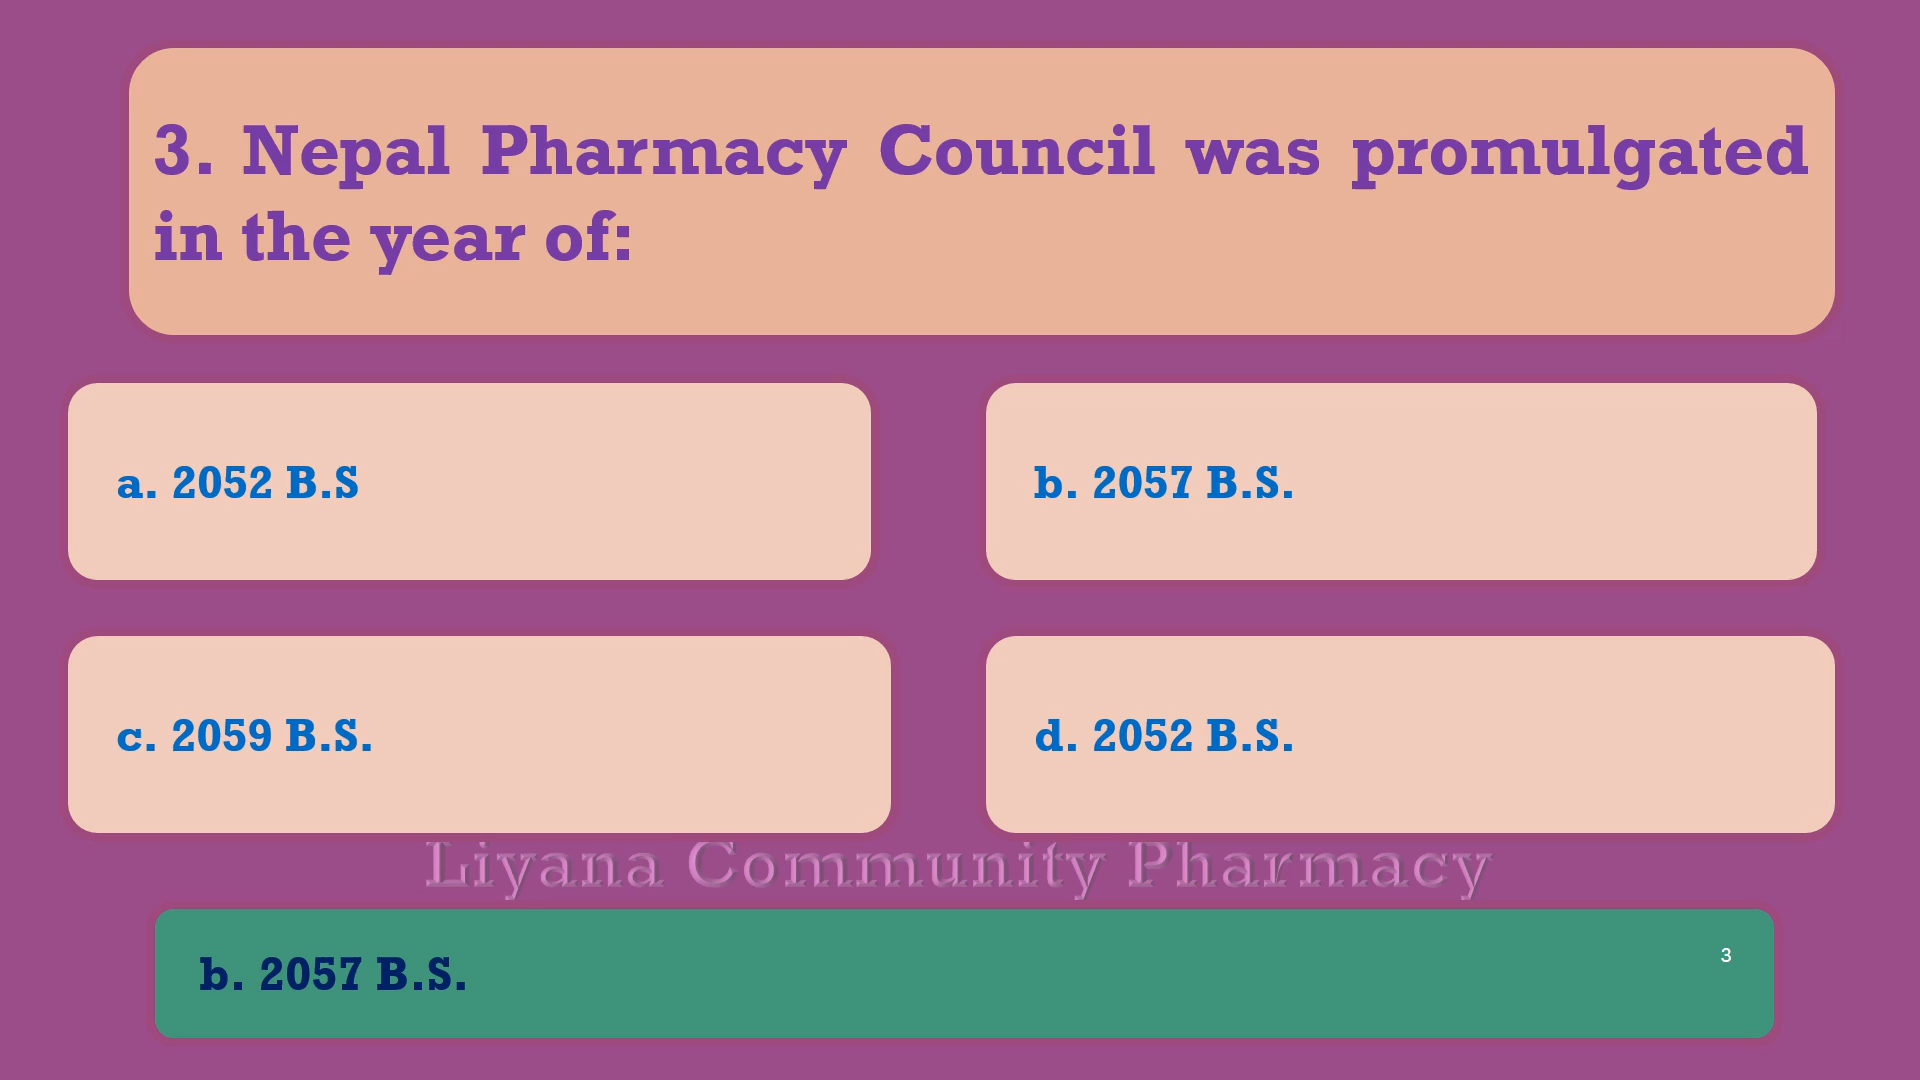 3. Nepal Pharmacy Council was promulgated
in the year of:
a. 2052 B.S
b. 2057 B.S.
c. 2059 B.S.
d. 2052 B.S.
Liyana Community Pharmacy
b. 2057 B.S.
3